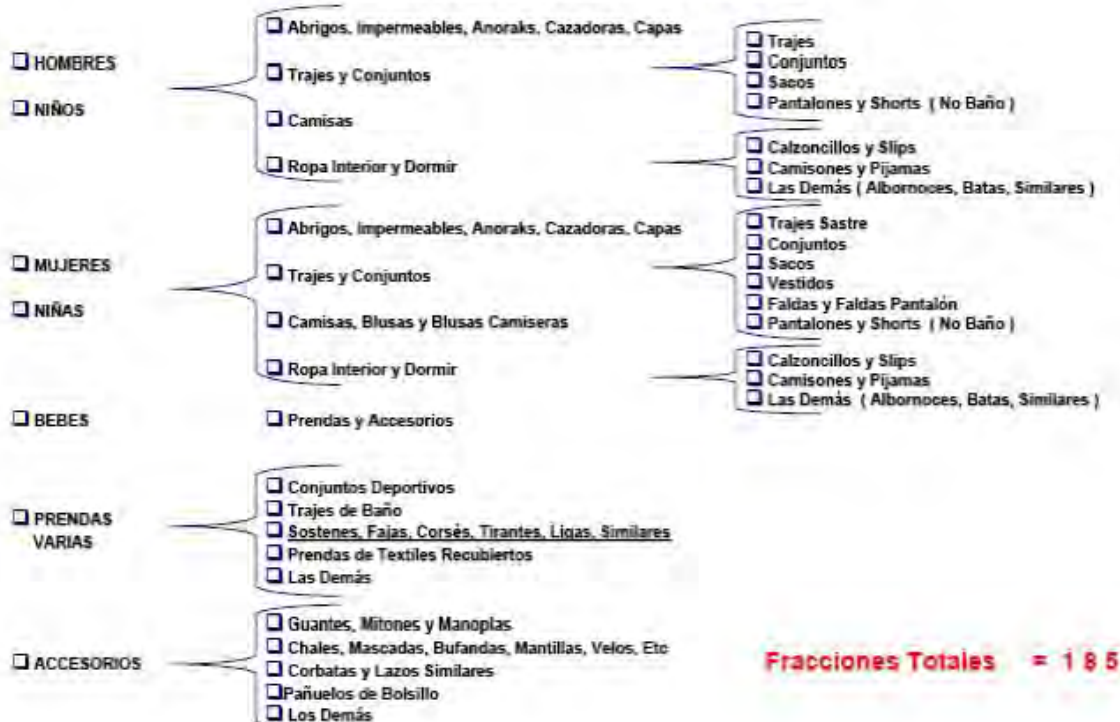 ❑ HOMBRES
❑ NIÑOS
❑ Abrigos, Impermeables, Anoraks, Cazadoras, Capas
❑ Trajes y Conjuntos
❑ Camisas
❑ Ropa Interior y Dormir
❑ Trajes
❑ Conjuntos
❑ Sacos
❑ Pantalones y Shorts ( No Baño )
❑ Calzoncillos y Slips
❑ Camisones y Pijamas
❑ Las Demás ( Albornoces, Batas, Similares )
❑ MUJERES
❑ NIÑAS
❑ Abrigos, Impermeables, Anoraks, Cazadoras, Capas
❑ Trajes y Conjuntos
❑ Camisas, Blusas y Blusas Camiseras
❑ Ropa Interior y Dormir
❑ Trajes Sastre
❑ Conjuntos
❑ Sacos
❑ Vestidos
❑ Faldas y Faldas Pantalón
❑ Pantalones y Shorts ( No Baño )
❑ Calzoncillos y Slips
❑ Camisones y Pijamas
❑ Las Demás ( Albornoces, Batas, Similares )
❑ BEBES
❑ Prendas y Accesorios
❑ PRENDAS
VARIAS
❑ Conjuntos Deportivos
❑ Trajes de Baño
❑ Sostenes, Fajas, Corsés, Tirantes, Ligas, Similares
❑ Prendas de Textiles Recubiertos
❑ Las Demás
❑ ACCESORIOS
❑ Guantes, Mitones y Manoplas
❑ Chales, Mascadas, Bufandas, Mantillas, Velos, Etc
❑ Corbatas y Lazos Similares
❑ Pañuelos de Bolsillo
❑ Los Demás
Fracciones Totales = 1 8 5